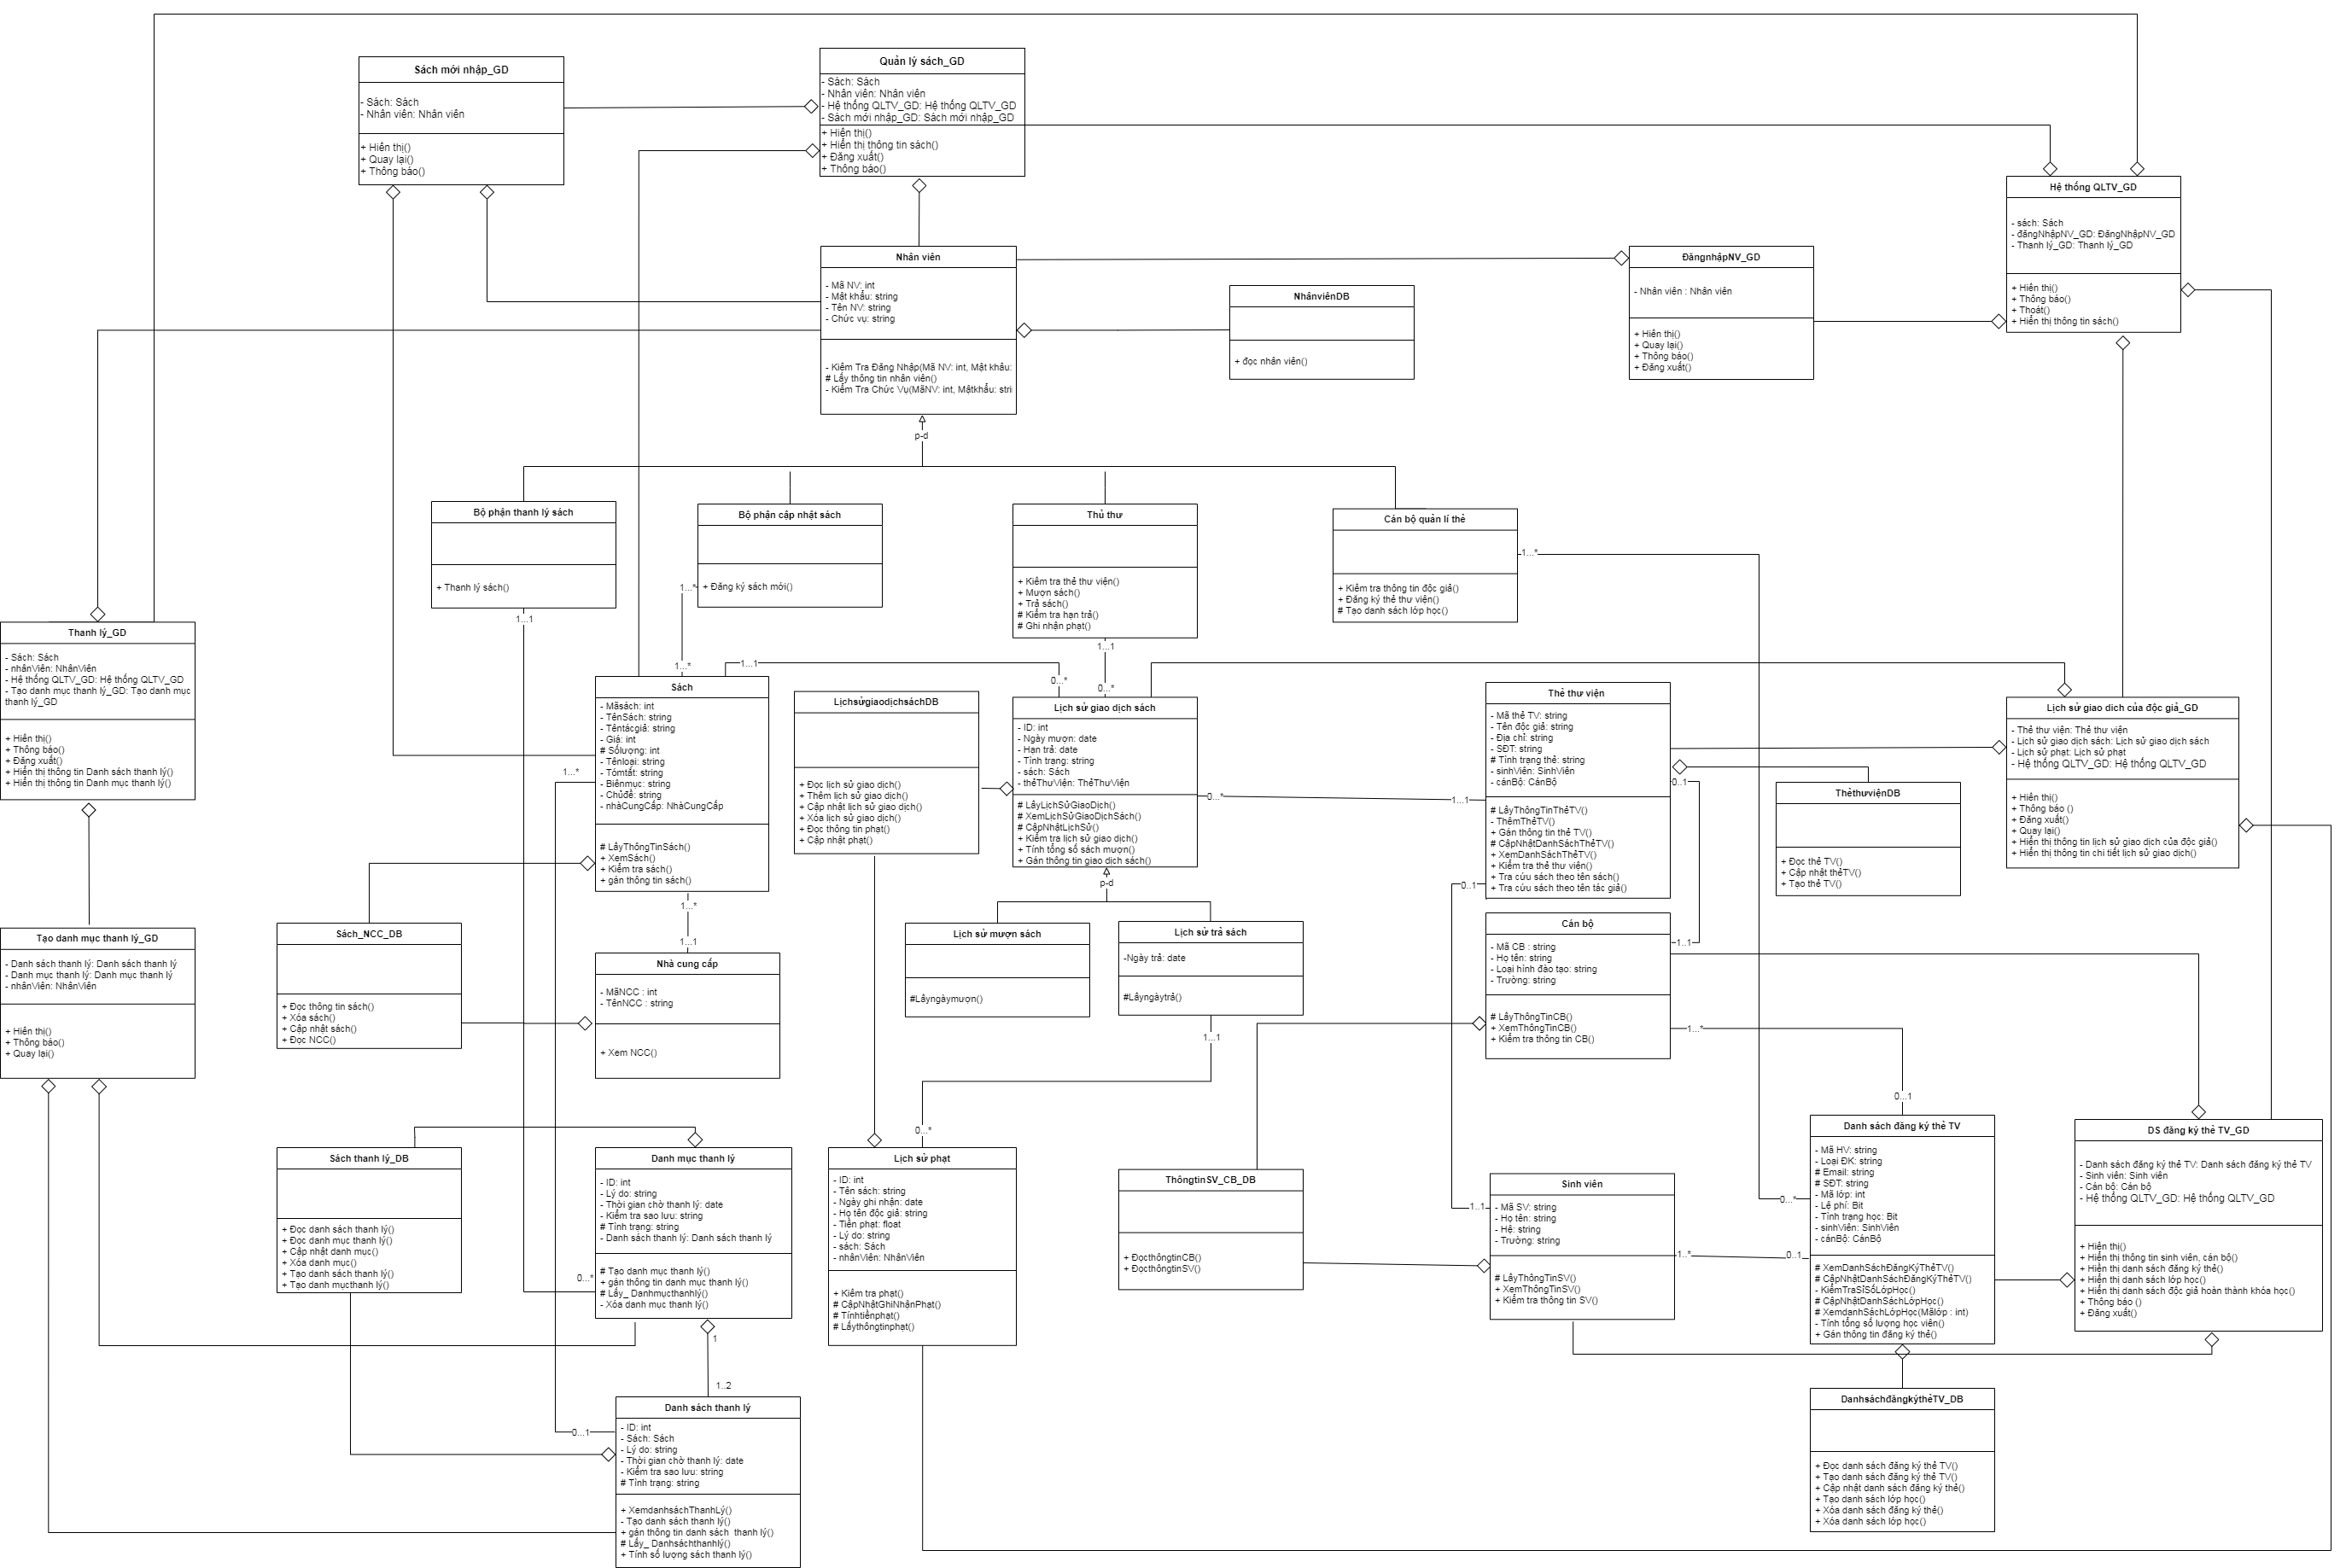 Sách mới nhập_GD
- Sách: Sách
- Nhân viên: Nhân viên
+ Hiển thị()
+ Quay lại()
+ Thông báo()
Quản lý sách_GD
- Sách: Sách
- Nhân viên: Nhân viên
- Hệ thống QLTV_GD: Hệ thống QLTV_GD
- Sách mới nhập_GD: Sách mới nhập_GD
+ Hiển thị()
+ Hiển thị thông tin sách()
+ Đăng xuất()
+ Thông báo()
Hệ thống QLTV_GD
- sách: Sách
- đăngNhậpNV_GD: ĐăngNhậpNV_GD
- Thanh lý_GD: Thanh lý_GD
+ Hiển thị()
+ Thông báo()
+ Thoát()
+ Hiển thị thông tin sách()
Nhân viên
- Mã NV: int
- Mật khẩu: string
- Tên NV: string
- Chức vụ: string
- Kiểm Tra Đăng Nhập(Mã NV: int, Mật khẩu:
# Lấy thông tin nhân viên()
- Kiểm Tra Chức Vụ(MãNV: int, Mậtkhẩu: stri
p-d
NhânviênDB
+ đọc nhân viên()
ĐăngnhậpNV_GD
- Nhân viên : Nhân viên
+ Hiển thị()
+ Quay lại()
+ Thông báo()
+ Đăng xuất()
Bộ phận thanh lý sách
+ Thanh lý sách()
1...1
Bộ phận cập nhật sách
+ Đăng ký sách mới()
1...*
1...*
Thủ thư
+ Kiểm tra thẻ thư viện()
+ Mượn sách()
+ Trả sách()
# Kiểm tra hạn trả()
# Ghi nhận phạt()
1...1
0...*
Cán bộ quản lí thẻ
+ Kiểm tra thông tin độc giả()
+ Đăng ký thẻ thư viện()
# Tạo danh sách lớp học()
1...*
Thanh lý_GD
- Sách: Sách
- nhânViên: NhânViên
- Hệ thống QLTV_GD: Hệ thống QLTV_GD
- Tạo danh mục thanh lý_GD: Tạo danh mục
thanh lý_GD
+ Hiển thị()
+ Thông báo()
+ Đăng xuất()
+ Hiển thị thông tin Danh sách thanh lý()
+ Hiển thị thông tin Danh mục thanh lý()
Sách
- Mãsách: int
- TênSách: string
- Têntácgiả: string
- Giá: int
# Sốlượng: int
- Tênloại: string
- Tómtắt: string
- Biênmục: string
- Chủđề: string
- nhàCungCấp: NhàCungCấp
# LấyThôngTinSách()
+ XemSách()
+ Kiểm tra sách()
+ gán thông tin sách()
1...1
0...*
1...*
1...*
1...1
LịchsửgiaodịchsáchDB
+ Đọc lịch sử giao dịch()
+ Thêm lịch sử giao dịch()
+ Cập nhật lịch sử giao dịch()
+ Xóa lịch sử giao dịch()
+ Đọc thông tin phạt()
+ Cập nhật phạt()
Lịch sử giao dịch sách
- ID: int
- Ngày mượn: date
- Hạn trả: date
- Tình trạng: string
- sách: Sách
- thẻThưViện: ThẻThưViện
# LấyLịchSửGiaoDịch()
# XemLịchSửGiaoDịchSách()
# CậpNhậtLịchSử()
+ Kiểm tra lịch sử giao dịch()
+ Tính tổng số sách mượn()
+ Gán thông tin giao dịch sách()
0...*
1...1
p-d
Thẻ thư viện
- Mã thẻ TV: string
- Tên độc giả: string
- Địa chỉ: string
- SĐT: string
# Tình trạng thẻ: string
- sinhViên: SinhViên
- cánBộ: CánBộ
# LấyThôngTinThẻTV()
- ThêmThẻTV()
+ Gán thông tin thẻ TV()
# CậpNhậtDanhSáchThẻTV()
+ XemDanhSáchThẻTV()
+ Kiểm tra thẻ thư viện()
+ Tra cứu sách theo tên sách()
+ Tra cứu sách theo tên tác giả()
0..1
0..1
ThẻthưviệnDB
+ Đọc thẻ TV()
+ Cập nhật thẻTV()
+ Tạo thẻ TV()
Lịch sử giao dich của độc giả_GD
- Thẻ thư viện: Thẻ thư viện
- Lịch sử giao dịch sách: Lịch sử giao dịch sách
- Lịch sử phạt: Lịch sử phạt
- Hệ thống QLTV_GD: Hệ thống QLTV_GD
+ Hiển thị()
+ Thông báo ()
+ Đăng xuất()
+ Quay lại()
+ Hiển thị thông tin lịch sử giao dịch của độc giả()
+ Hiển thị thông tin chi tiết lịch sử giao dịch()
Tạo danh mục thanh lý_GD
- Danh sách thanh lý: Danh sách thanh lý
- Danh mục thanh lý: Danh mục thanh lý
- nhânViên: NhânViên
+ Hiển thị()
+ Thông báo()
+ Quay lại()
Sách_NCC_DB
+ Đọc thông tin sách()
+ Xóa sách()
+ Cập nhật sách()
+ Đọc NCC()
Nhà cung cấp
- MãNCC : int
- TênNCC : string
+ Xem NCC()
Lịch sử mượn sách
#Lấyngàymượn()
Lịch sử trả sách
-Ngày trả: date
#Lấyngàytrả()
1...1
0...*
Cán bộ
- Mã CB : string
- Họ tên: string
- Loại hình đào tạo: string
- Trường: string
# LấyThôngTinCB()
+ XemThôngTinCB()
+ Kiểm tra thông tin CB()
1..1
1...*
0...1
Sách thanh lý_DB
+ Đọc danh sách thanh lý()
+ Đọc danh mục thanh lý()
+ Cập nhật danh mục()
+ Xóa danh mục()
+ Tạo danh sách thanh lý()
+ Tạo danh mụcthanh lý()
Danh mục thanh lý
- ID: int
- Lý do: string
- Thời gian chờ thanh lý: date
- Kiểm tra sao lưu: string
# Tình trạng: string
- Danh sách thanh lý: Danh sách thanh lý
# Tạo danh mục thanh lý()
+ gán thông tin danh mục thanh lý()
# Lấy_ Danhmụcthanhlý()
- Xóa danh mục thanh lý()
0...*
1
1..2
Lịch sử phạt
- ID: int
- Tên sách: string
- Ngày ghi nhận: date
- Họ tên độc giả: string
- Tiền phạt: float
- Lý do: string
- sách: Sách
- nhânViên: NhânViên
+ Kiểm tra phạt()
# CậpNhậtGhiNhậnPhạt()
# Tínhtiềnphạt()
# Lấythôngtinphạt()
ThôngtinSV_CB_DB
+ ĐọcthôngtinCB()
+ ĐọcthôngtinSV()
Sinh viên
- Mã SV: string
- Họ tên: string
- Hệ: string
- Trường: string
# LấyThôngTinSV()
+ XemThôngTinSV()
+ Kiểm tra thông tin SV()
1..1
1..*
0..1
0...*
Danh sách đăng ký thẻ TV
- Mã HV: string
- Loại ĐK: string
# Email: string
# SĐT: string
- Mã lớp: int
- Lệ phí: Bit
- Tình trạng học: Bit
- sinhViên: SinhViên
- cánBộ: CánBộ
# XemDanhSáchĐăngKýThẻTV()
# CậpNhậtDanhSáchĐăngKýThẻTV()
- KiểmTraSĩSốLớpHọc()
# CậpNhậtDanhSáchLớpHọc()
# XemdanhSáchLớpHọc(Mãlớp : int)
- Tính tổng số lượng học viên()
+ Gán thông tin đăng ký thẻ()
DS đăng ký thẻ TV_GD
- Danh sách đăng ký thẻ TV: Danh sách đăng ký thẻ TV
- Sinh viên: Sinh viên
- Cán bộ: Cán bộ
- Hệ thống QLTV_GD: Hệ thống QLTV_GD
+ Hiển thị()
+ Hiển thị thông tin sinh viên, cán bộ()
+ Hiển thị danh sách đăng ký thẻ()
+ Hiển thị danh sách lớp học()
+ Hiển thị danh sách độc giả hoàn thành khóa học()
+ Thông báo ()
+ Đăng xuất()
Danh sách thanh lý
- ID: int
- Sách: Sách
- Lý do: string
- Thời gian chờ thanh lý: date
- Kiểm tra sao lưu: string
# Tình trạng: string
+ XemdanhsáchThanhLý()
- Tạo danh sách thanh lý()
+ gán thông tin danh sách thanh lý()
# Lấy_ Danhsáchthanhlý()
+ Tính số lượng sách thanh lý()
0...1
DanhsáchđăngkýthẻTV_DB
+ Đọc danh sách đăng ký thẻ TV()
+ Tạo danh sách đăng ký thẻ TV()
+ Cập nhật danh sách đăng ký thẻ()
+ Tạo danh sách lớp học()
+ Xóa danh sách đăng ký thẻ()
+ Xóa danh sách lớp học()